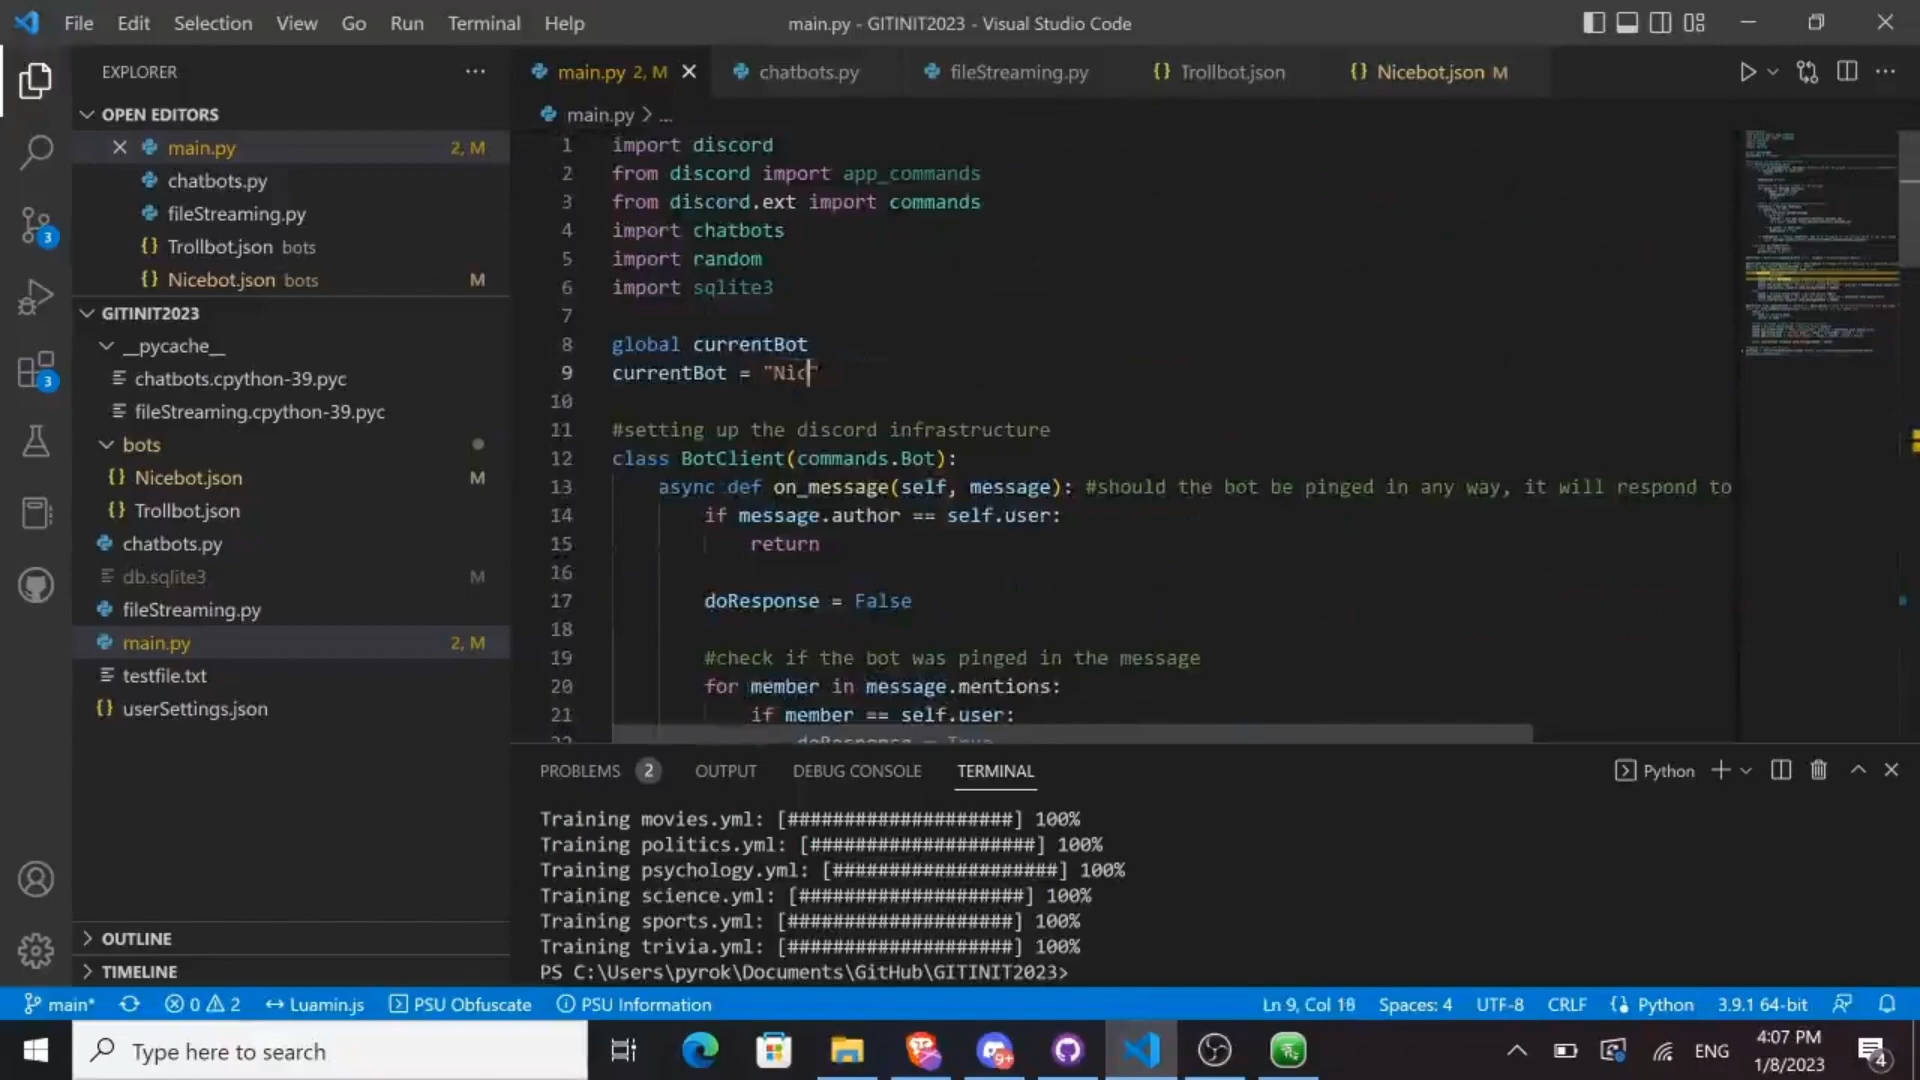 File Edit Selection View Go Run Terminal Help
main.py - GITINIT2023 - Visual Studio Code
EXPLORER
OPEN EDITORS
main.py 2, M
chatbots.py
fileStreaming.py
Trollbot.json bots
Nicebot.json bots M
GITINIT2023
__pycache__
chatbots.cpython-39.pyc
fileStreaming.cpython-39.pyc
bots
Nicebot.json M
Trollbot.json
chatbots.py
db.sqlite3 M
fileStreaming.py
main.py 2, M
testfile.txt
userSettings.json
OUTLINE
TIMELINE
3
3
main.py 2, M chatbots.py fileStreaming.py Trollbot.json Nicebot.json M
main.py > ...
1 import discord
2 from discord import app_commands
3 from discord.ext import commands
4 import chatbots
5 import random
6 import sqlite3
7
8 global currentBot
9 currentBot = "Nic"
10
11 #setting up the discord infrastructure
12 class BotClient(commands.Bot):
13 async def on_message(self, message): #should the bot be pinged in any way, it will respond to
14 if message.author == self.user:
15 return
16
17 doResponse = False
18
19 #check if the bot was pinged in the message
20 for member in message.mentions:
21 if member == self.user:
22 doResponse = True
PROBLEMS 2 OUTPUT DEBUG CONSOLE TERMINAL
Python
Training movies.yml: [####################] 100%
Training politics.yml: [####################] 100%
Training psychology.yml: [####################] 100%
Training science.yml: [####################] 100%
Training sports.yml: [####################] 100%
Training trivia.yml: [####################] 100%
PS C:\Users\pyrok\Documents\GitHub\GITINIT2023>
main* 0 2 Luamin.js PSU Obfuscate PSU Information
Ln 9, Col 18 Spaces: 4 UTF-8 CRLF Python 3.9.1 64-bit
Type here to search
9+
ENG
4:07 PM
1/8/2023
4